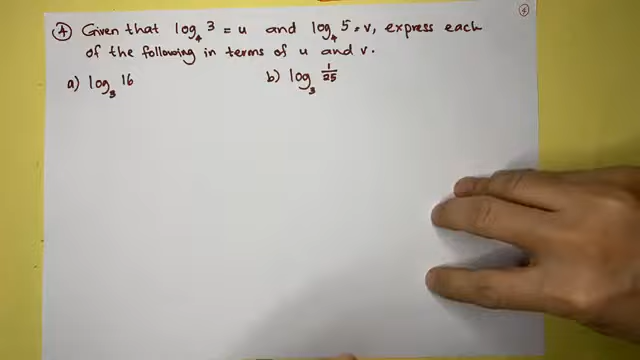 ④ Given that log₄ 3 = u and log₄ 5 = v, express each
of the following in terms of u and v.
a) log₃ 16 b) log₃ 1/25